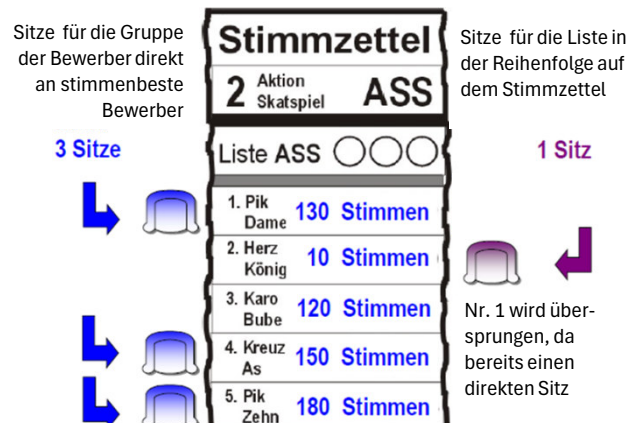 Sitze für die Gruppe
der Bewerber direkt
an stimmenbeste
Bewerber
3 Sitze
Stimmzettel
2 Aktion
Skatspiel ASS
Liste ASS
1. Pik
Dame 130 Stimmen
2. Herz
König 10 Stimmen
3. Karo
Bube 120 Stimmen
4. Kreuz
As 150 Stimmen
5. Pik
Zehn 180 Stimmen
Sitze für die Liste in
der Reihenfolge auf
dem Stimmzettel
1 Sitz
Nr. 1 wird über-
sprungen, da
bereits einen
direkten Sitz